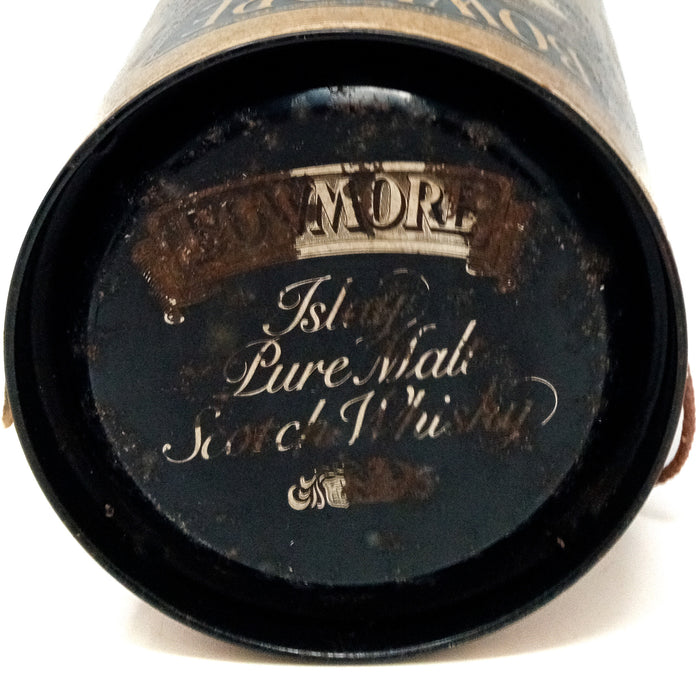 BOWMORE
Islay
Pure Malt
Scotch Whisky